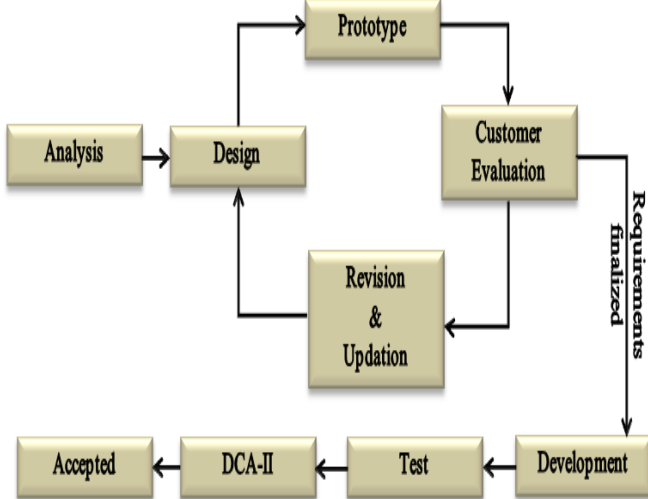 Prototype
Analysis
Design
Customer
Evaluation
Requirements
finalized
Revision
&
Updation
Accepted
DCA-II
Test
Development